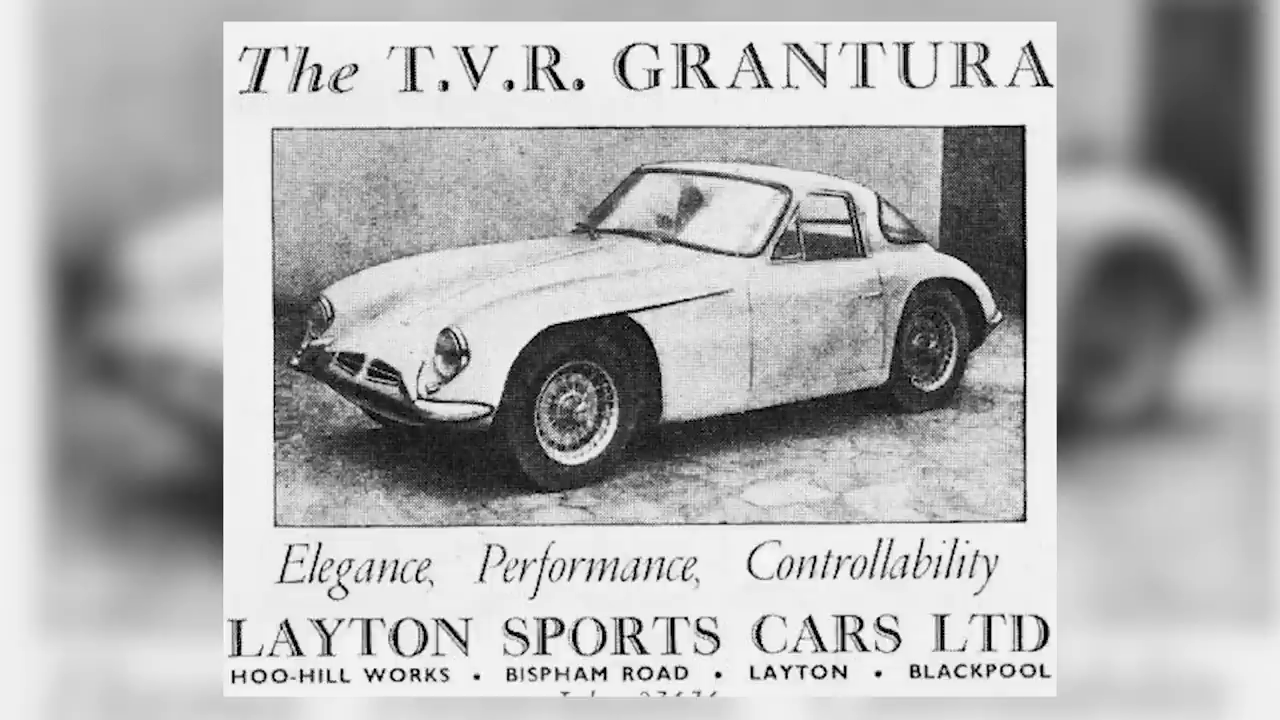 The T.V.R. GRANTURA
Elegance, Performance, Controllability
LAYTON SPORTS CARS LTD
HOO-HILL WORKS • BISPHAM ROAD • LAYTON • BLACKPOOL